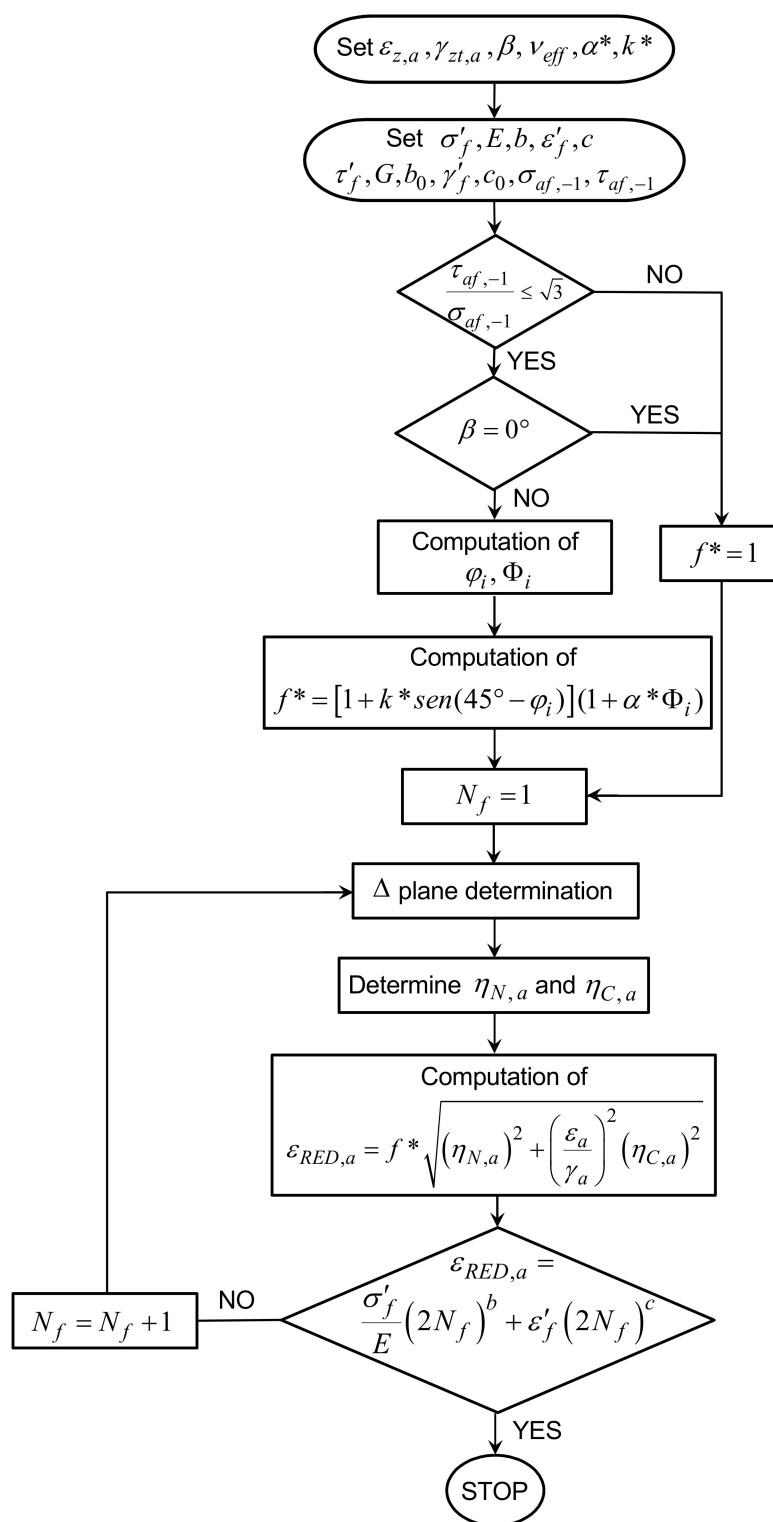 Set ε_{z,a}, γ_{zt,a}, β, ν_{eff}, α*, k*
Set σ′_f, E, b, ε′_f, c
τ′_f, G, b_0, γ′_f, c_0, σ_{af,−1}, τ_{af,−1}
τ_{af,−1} / σ_{af,−1} ≤ √3
NO
YES
β = 0°
YES
NO
Computation of
φ_i, Φ_i
f* = 1
Computation of
f* = [1 + k* sen(45° − φ_i)](1 + α* Φ_i)
N_f = 1
Δ plane determination
Determine η_{N,a} and η_{C,a}
Computation of
ε_{RED,a} = f* √((η_{N,a})² + (ε_a / γ_a)² (η_{C,a})²)
ε_{RED,a} =
σ′_f / E (2N_f)^b + ε′_f (2N_f)^c
NO
N_f = N_f + 1
YES
STOP